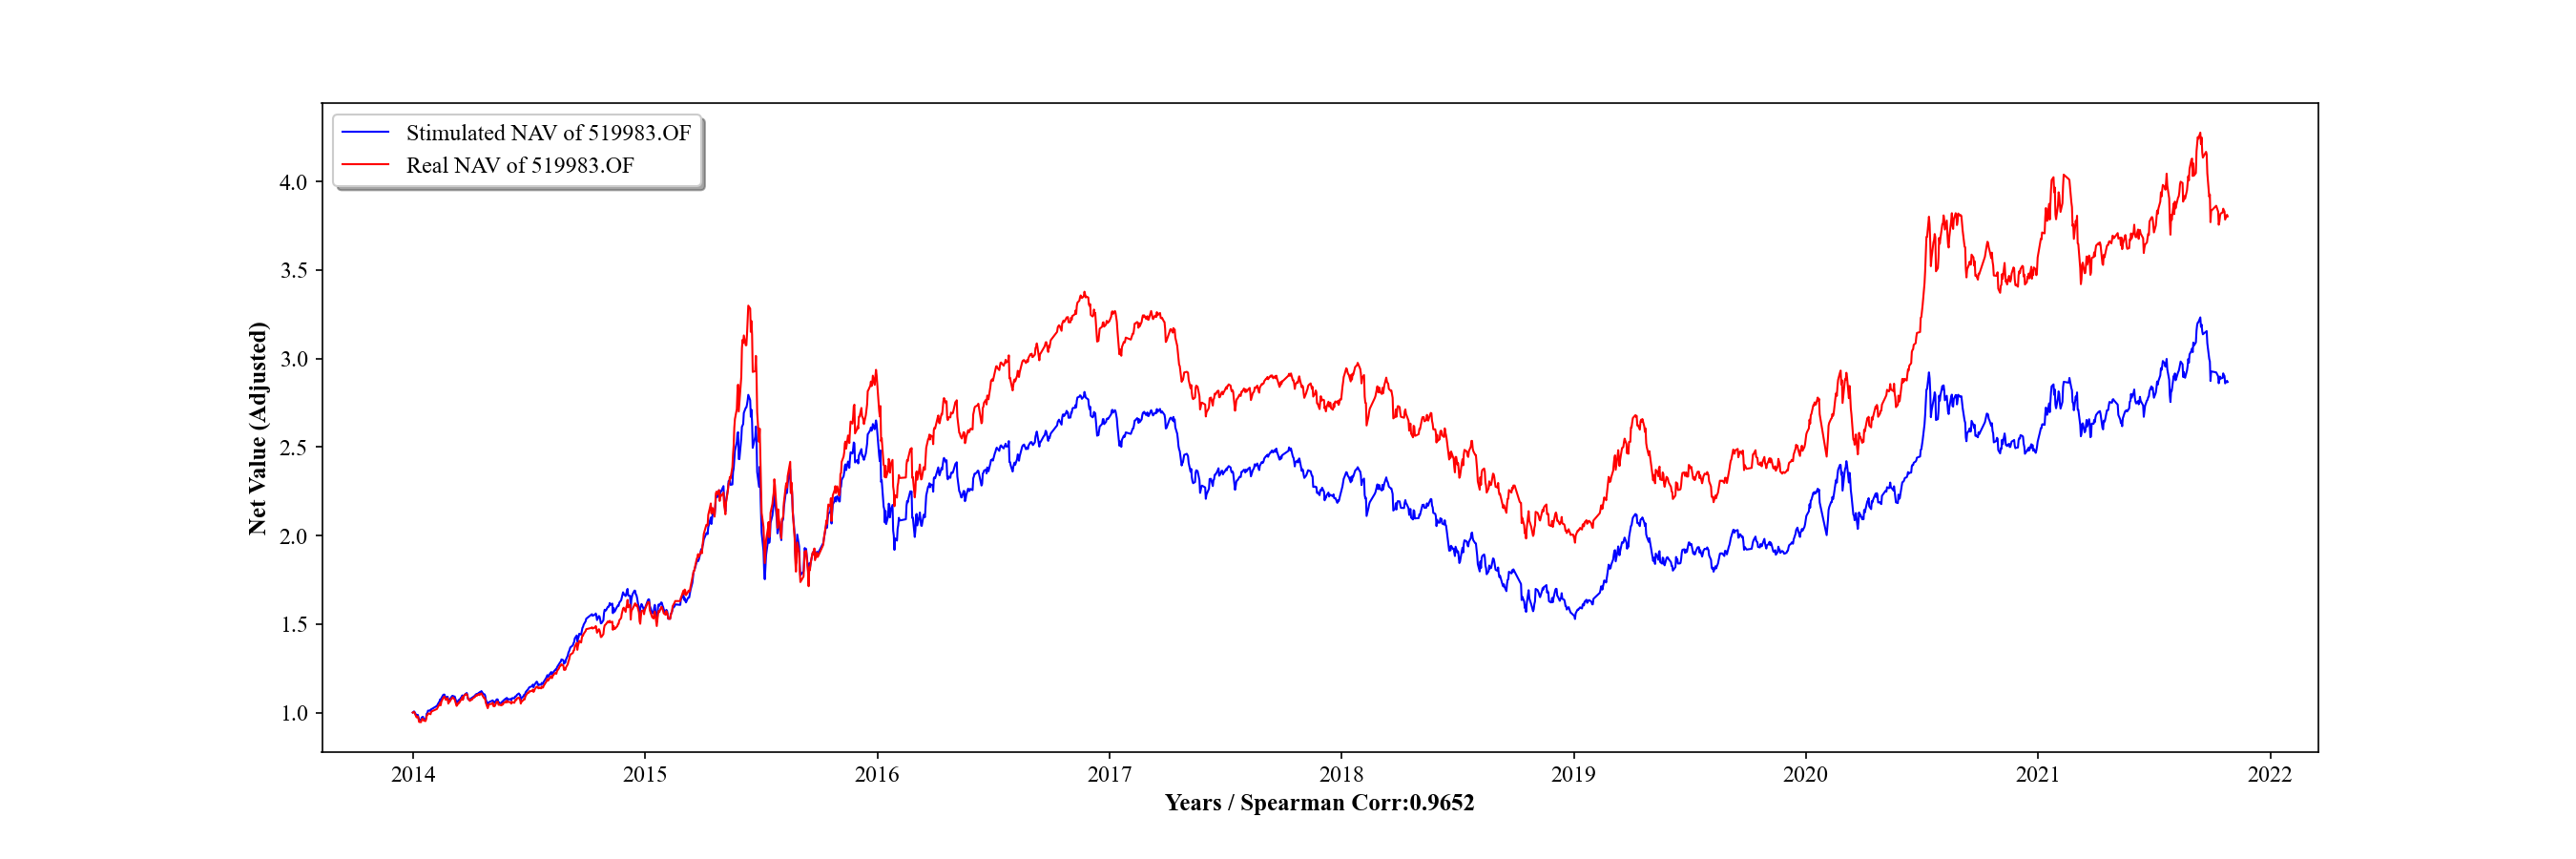 Stimulated NAV of 519983.OF
Real NAV of 519983.OF
Net Value (Adjusted)
4.0
3.5
3.0
2.5
2.0
1.5
1.0
2014 2015 2016 2017 2018 2019 2020 2021 2022
Years / Spearman Corr:0.9652